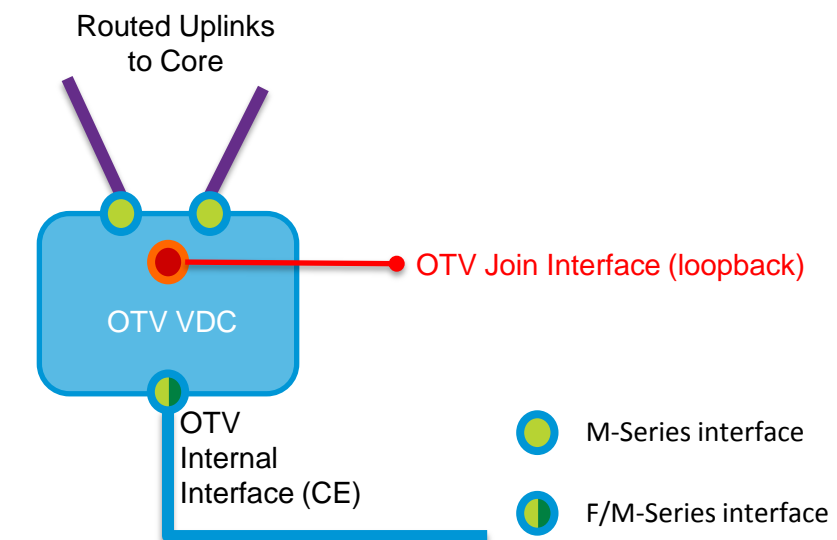 Routed Uplinks
to Core
OTV Join Interface (loopback)
OTV VDC
OTV
Internal
Interface (CE)
M-Series interface
F/M-Series interface